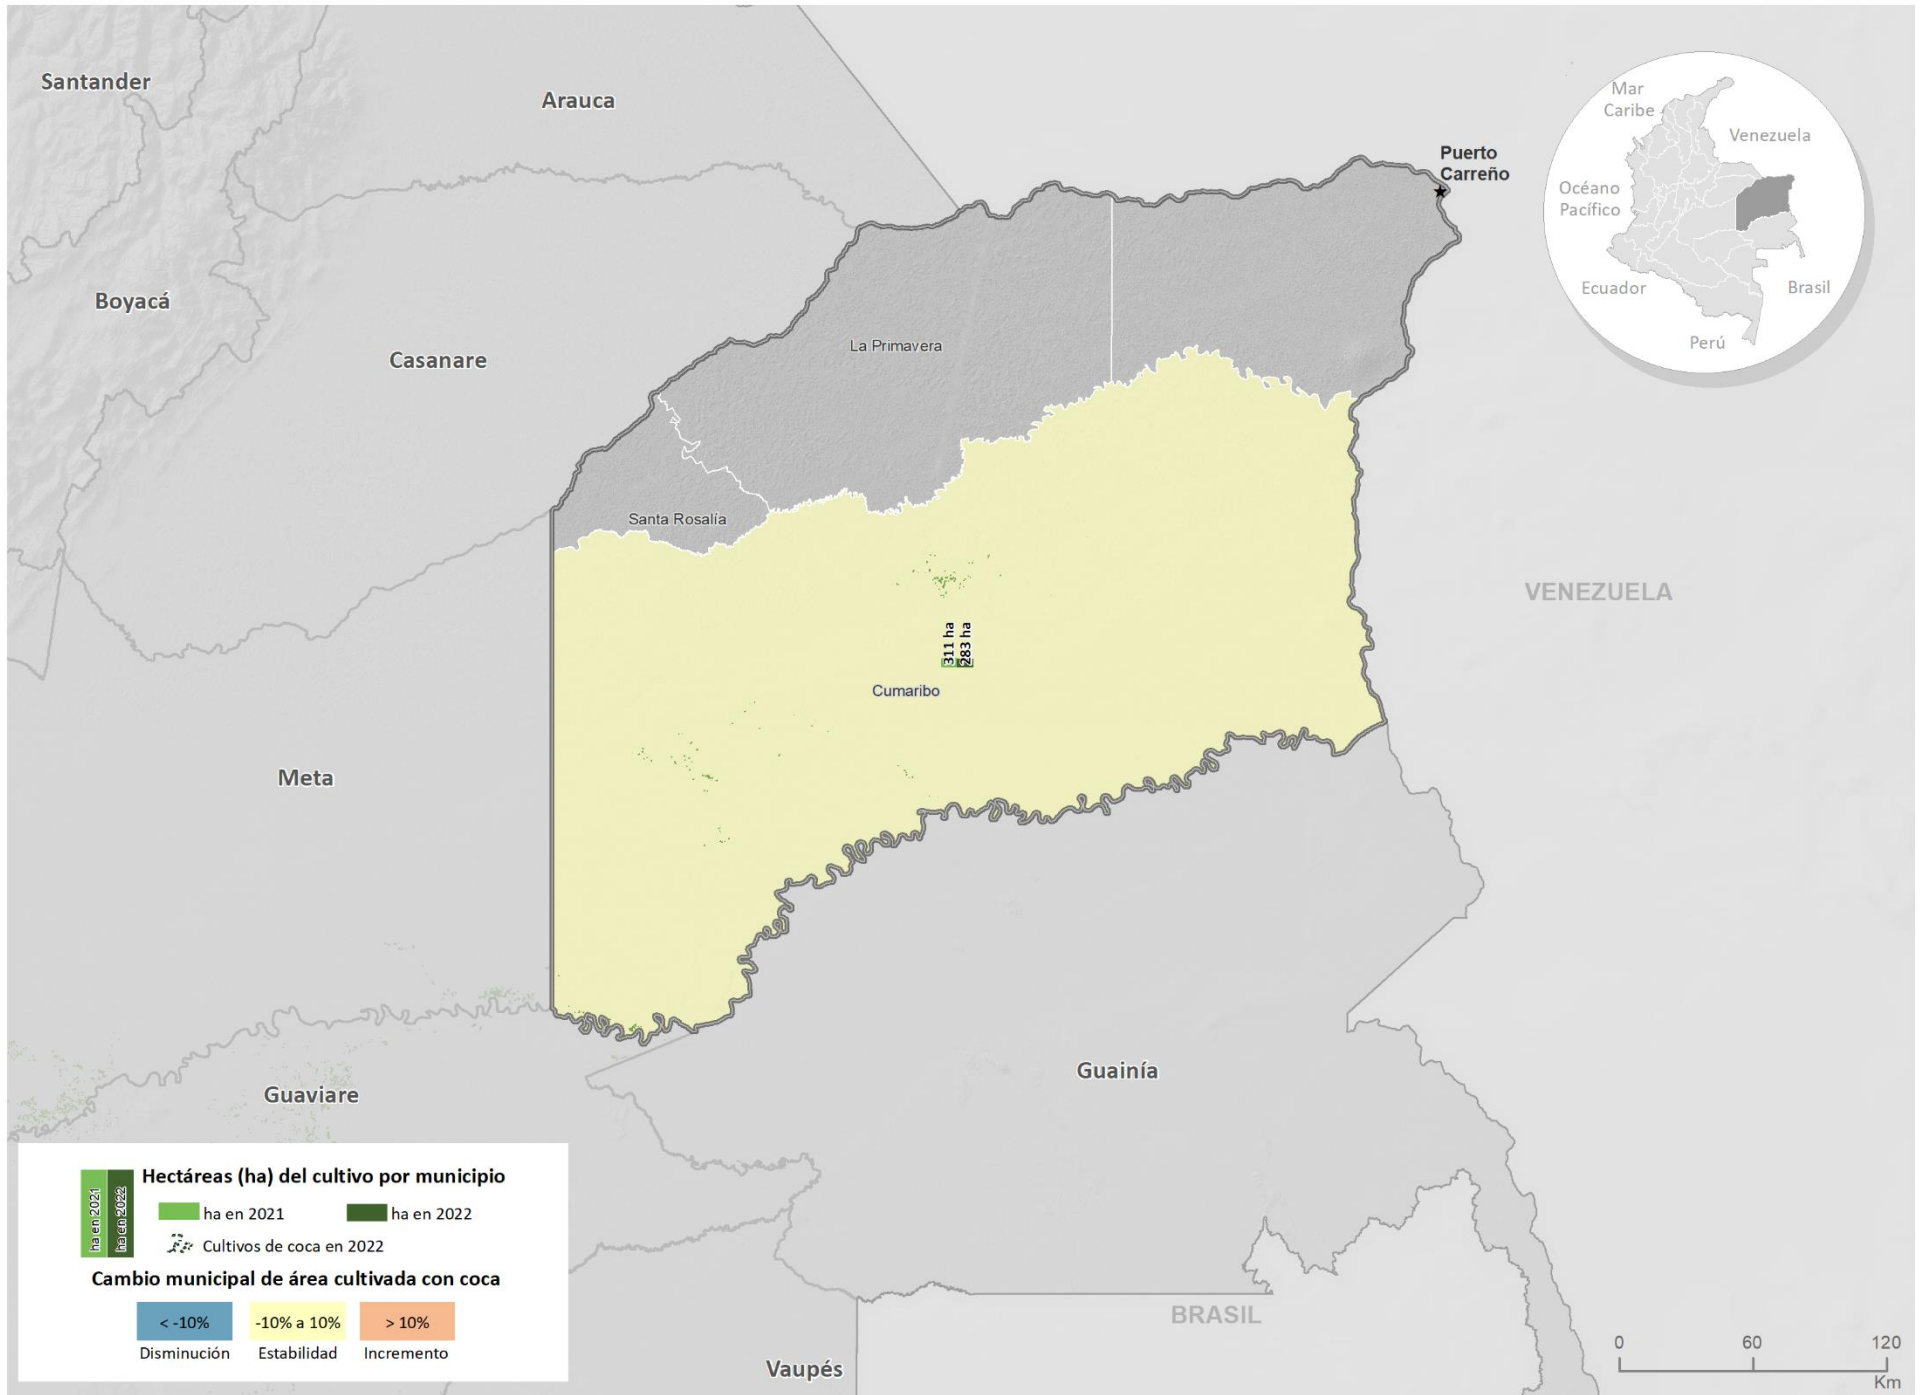 Santander
Arauca
Boyacá
Casanare
Puerto
Carreño
Mar
Caribe
Venezuela
Océano
Pacífico
Ecuador
Brasil
Perú
La Primavera
Santa Rosalía
311 ha
283 ha
Cumaribo
VENEZUELA
Meta
Guaviare
Guainía
BRASIL
Vaupés
Hectáreas (ha) del cultivo por municipio
ha en 2021
ha en 2022
ha en 2021
ha en 2022
Cultivos de coca en 2022
Cambio municipal de área cultivada con coca
< -10%
-10% a 10%
> 10%
Disminución
Estabilidad
Incremento
0 60 120
Km